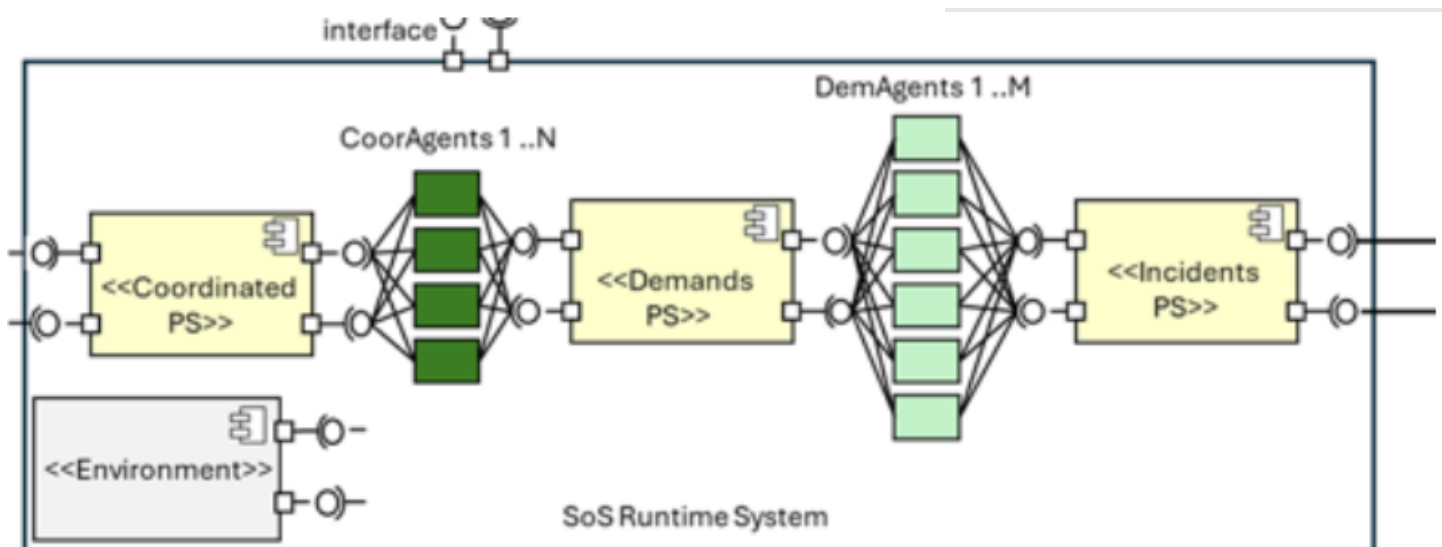 interface
DemAgents 1 ..M
CoorAgents 1 ..N
<<Coordinated
PS>>
<<Demands
PS>>
<<Incidents
PS>>
<<Environment>>
SoS Runtime System